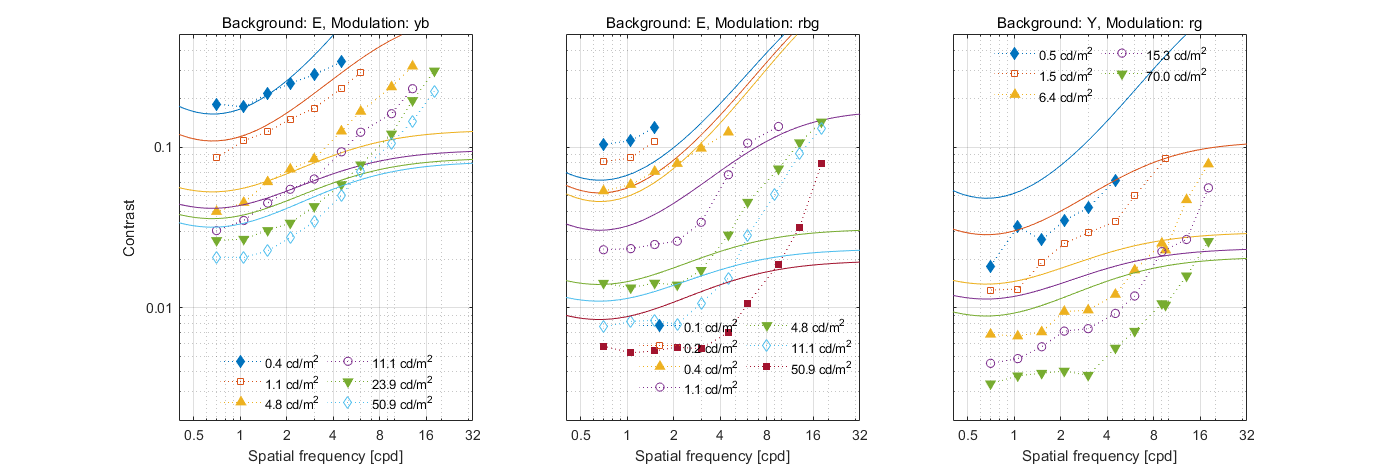 Background: E, Modulation: yb
Contrast
0.1
0.01
0.4 cd/m²
1.1 cd/m²
4.8 cd/m²
11.1 cd/m²
23.9 cd/m²
50.9 cd/m²
0.5 1 2 4 8 16 32
Spatial frequency [cpd]
Background: E, Modulation: rbg
0.1 cd/m²
0.2 cd/m²
0.4 cd/m²
1.1 cd/m²
4.8 cd/m²
11.1 cd/m²
50.9 cd/m²
0.5 1 2 4 8 16 32
Spatial frequency [cpd]
Background: Y, Modulation: rg
0.5 cd/m²
1.5 cd/m²
6.4 cd/m²
15.3 cd/m²
70.0 cd/m²
0.5 1 2 4 8 16 32
Spatial frequency [cpd]